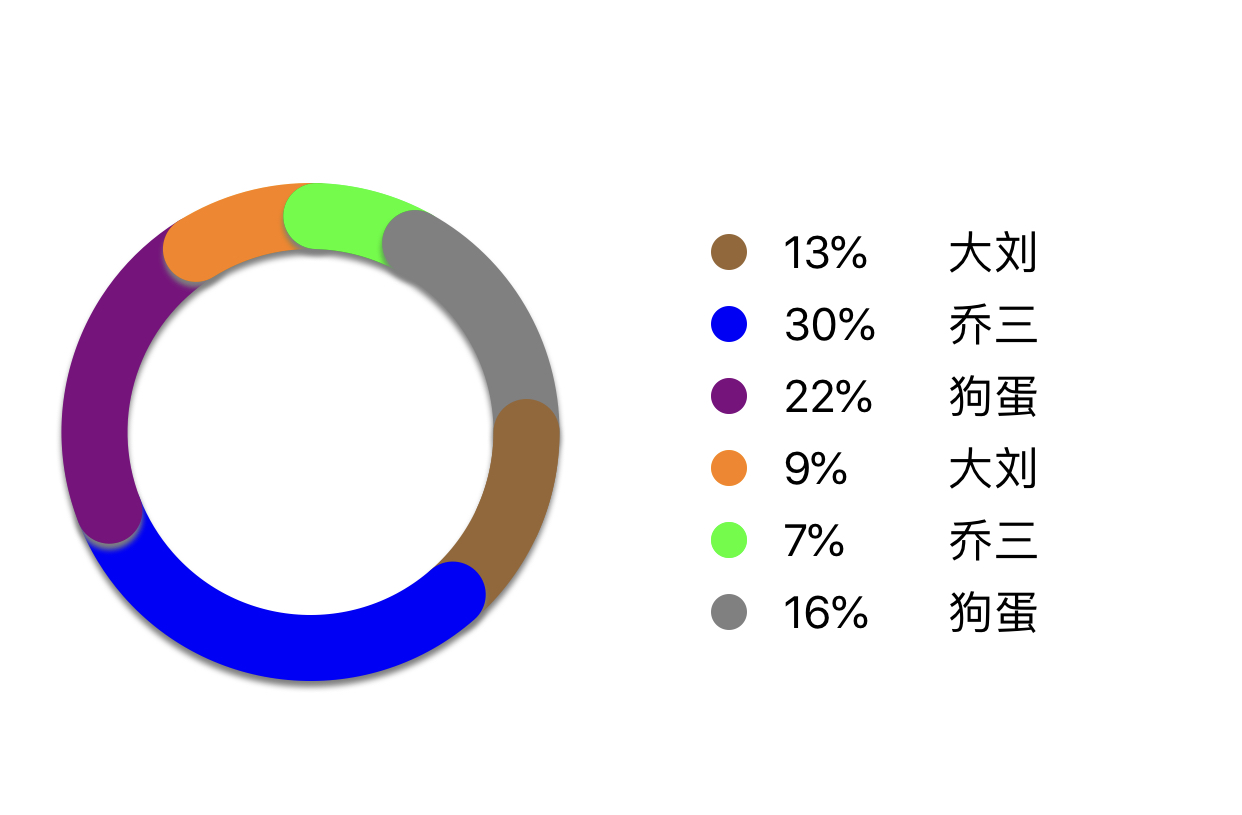 13% 大刘
30% 乔三
22% 狗蛋
9% 大刘
7% 乔三
16% 狗蛋